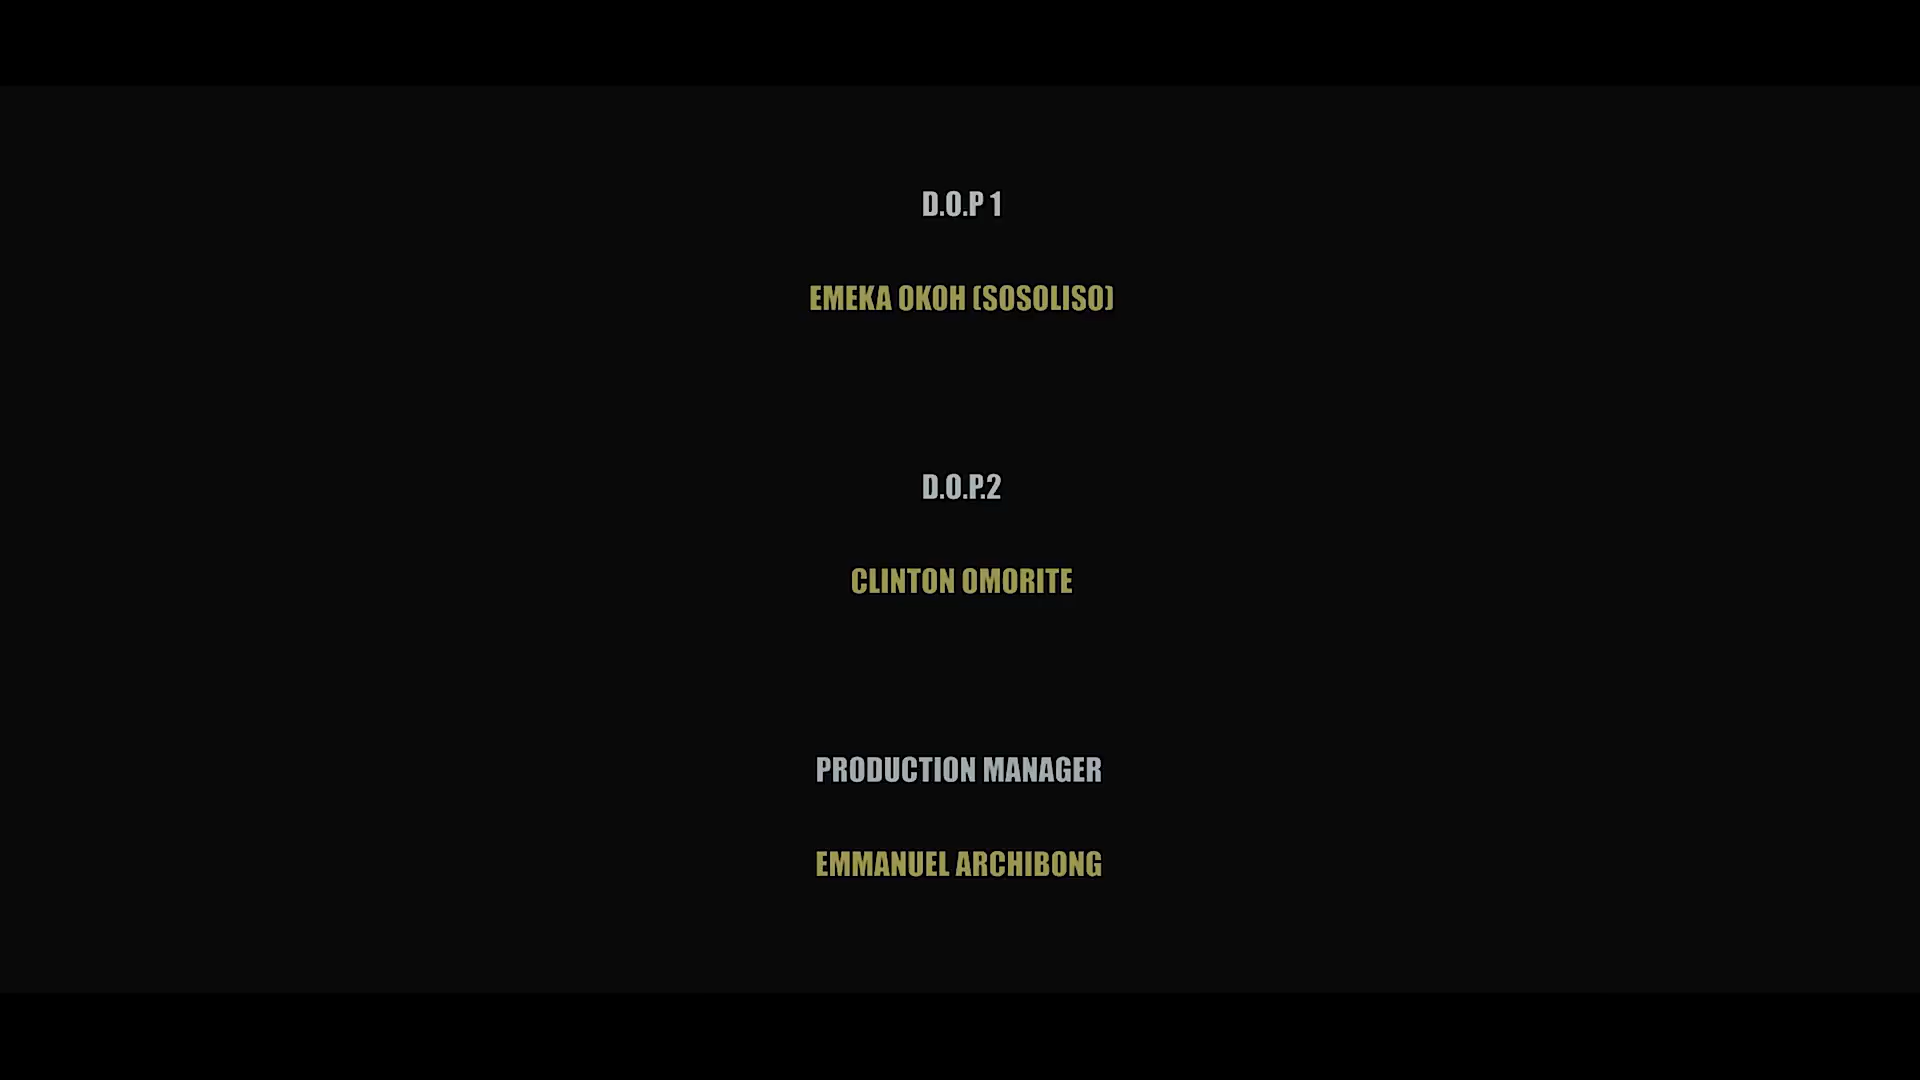 D.O.P 1
EMEKA OKOH (SOSOLISO)
D.O.P.2
CLINTON OMORITE
PRODUCTION MANAGER
EMMANUEL ARCHIBONG